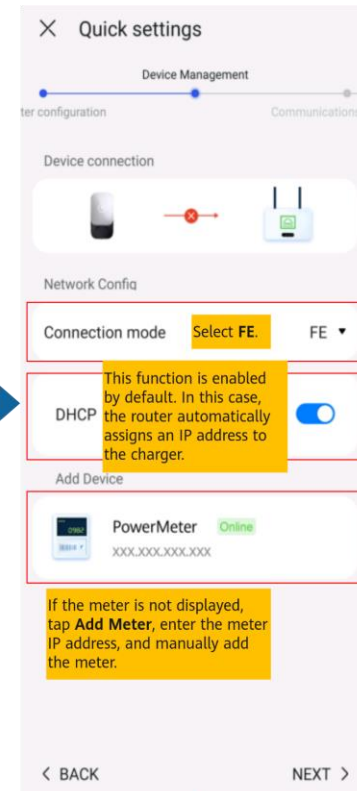 Quick settings
Device Management
ter configuration
Communications
Device connection
Network Config
Connection mode
Select FE.
FE
This function is enabled
by default. In this case,
DHCP
the router automatically
assigns an IP address to
the charger.
Add Device
0982
PowerMeter
Online
XXX.XXX.XXX.XXX
If the meter is not displayed,
tap Add Meter, enter the meter
IP address, and manually add
the meter.
< BACK
NEXT >